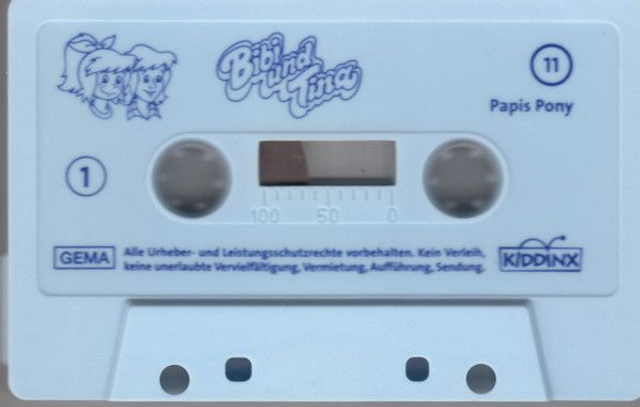 Bibi
und
Tina
11
Papis Pony
1
100 50 0
GEMA
Alle Urheber- und Leistungsschutzrechte vorbehalten. Kein Verleih,
keine unerlaubte Vervielfältigung, Vermietung, Aufführung, Sendung.
KIDDINX